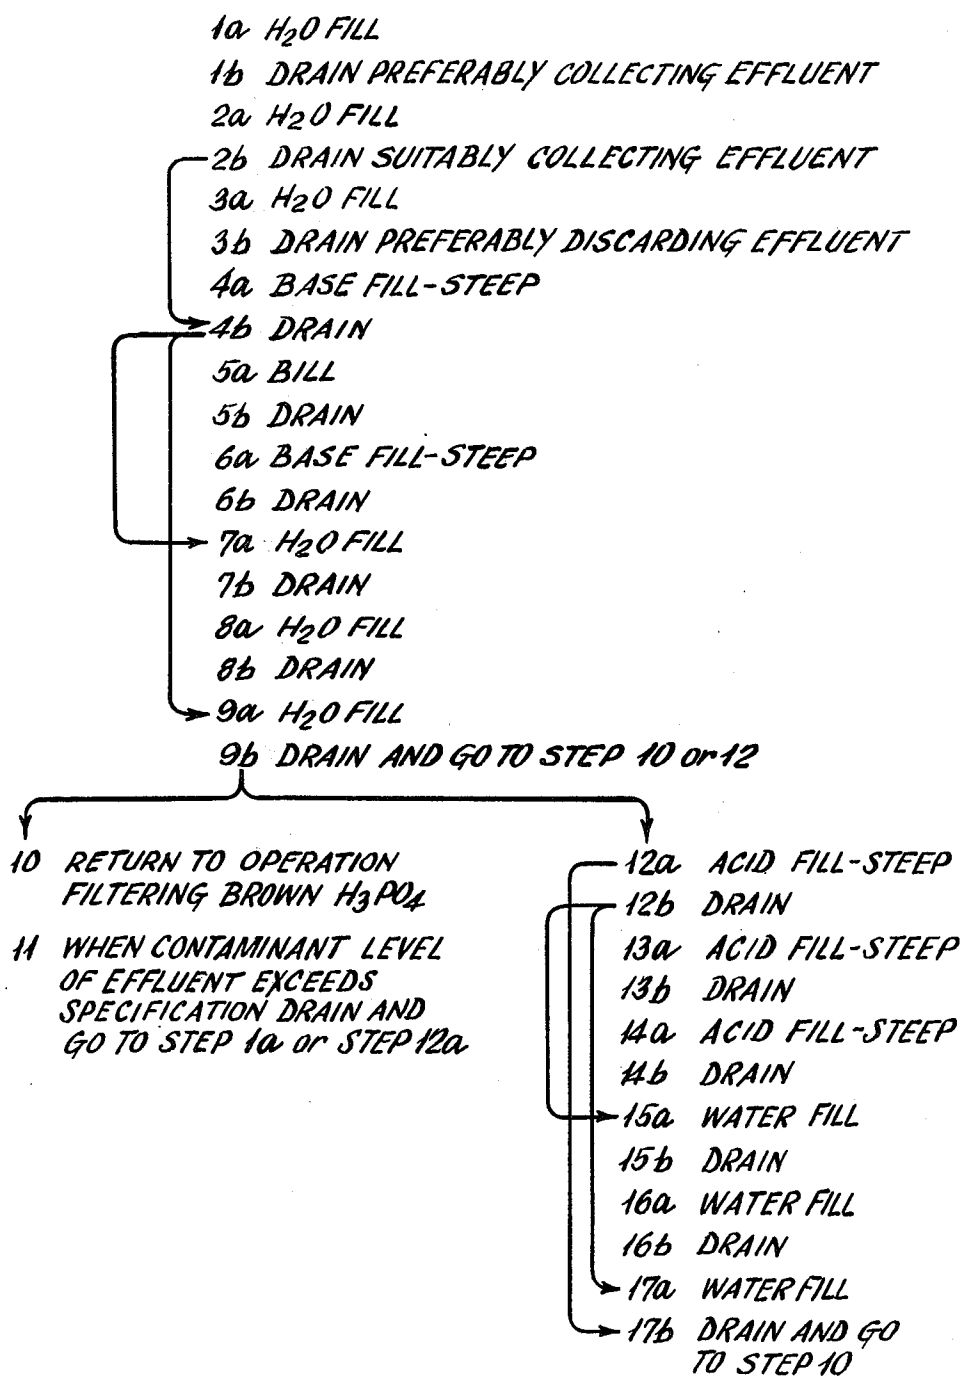 1a H2O FILL
1b DRAIN PREFERABLY COLLECTING EFFLUENT
2a H2O FILL
2b DRAIN SUITABLY COLLECTING EFFLUENT
3a H2O FILL
3b DRAIN PREFERABLY DISCARDING EFFLUENT
4a BASE FILL-STEEP
4b DRAIN
5a BILL
5b DRAIN
6a BASE FILL-STEEP
6b DRAIN
7a H2O FILL
7b DRAIN
8a H2O FILL
8b DRAIN
9a H2O FILL
9b DRAIN AND GO TO STEP 10 or 12
10 RETURN TO OPERATION
FILTERING BROWN H3PO4
11 WHEN CONTAMINANT LEVEL
OF EFFLUENT EXCEEDS
SPECIFICATION DRAIN AND
GO TO STEP 1a or STEP 12a
12a ACID FILL-STEEP
12b DRAIN
13a ACID FILL-STEEP
13b DRAIN
14a ACID FILL-STEEP
14b DRAIN
15a WATER FILL
15b DRAIN
16a WATER FILL
16b DRAIN
17a WATER FILL
17b DRAIN AND GO
TO STEP 10